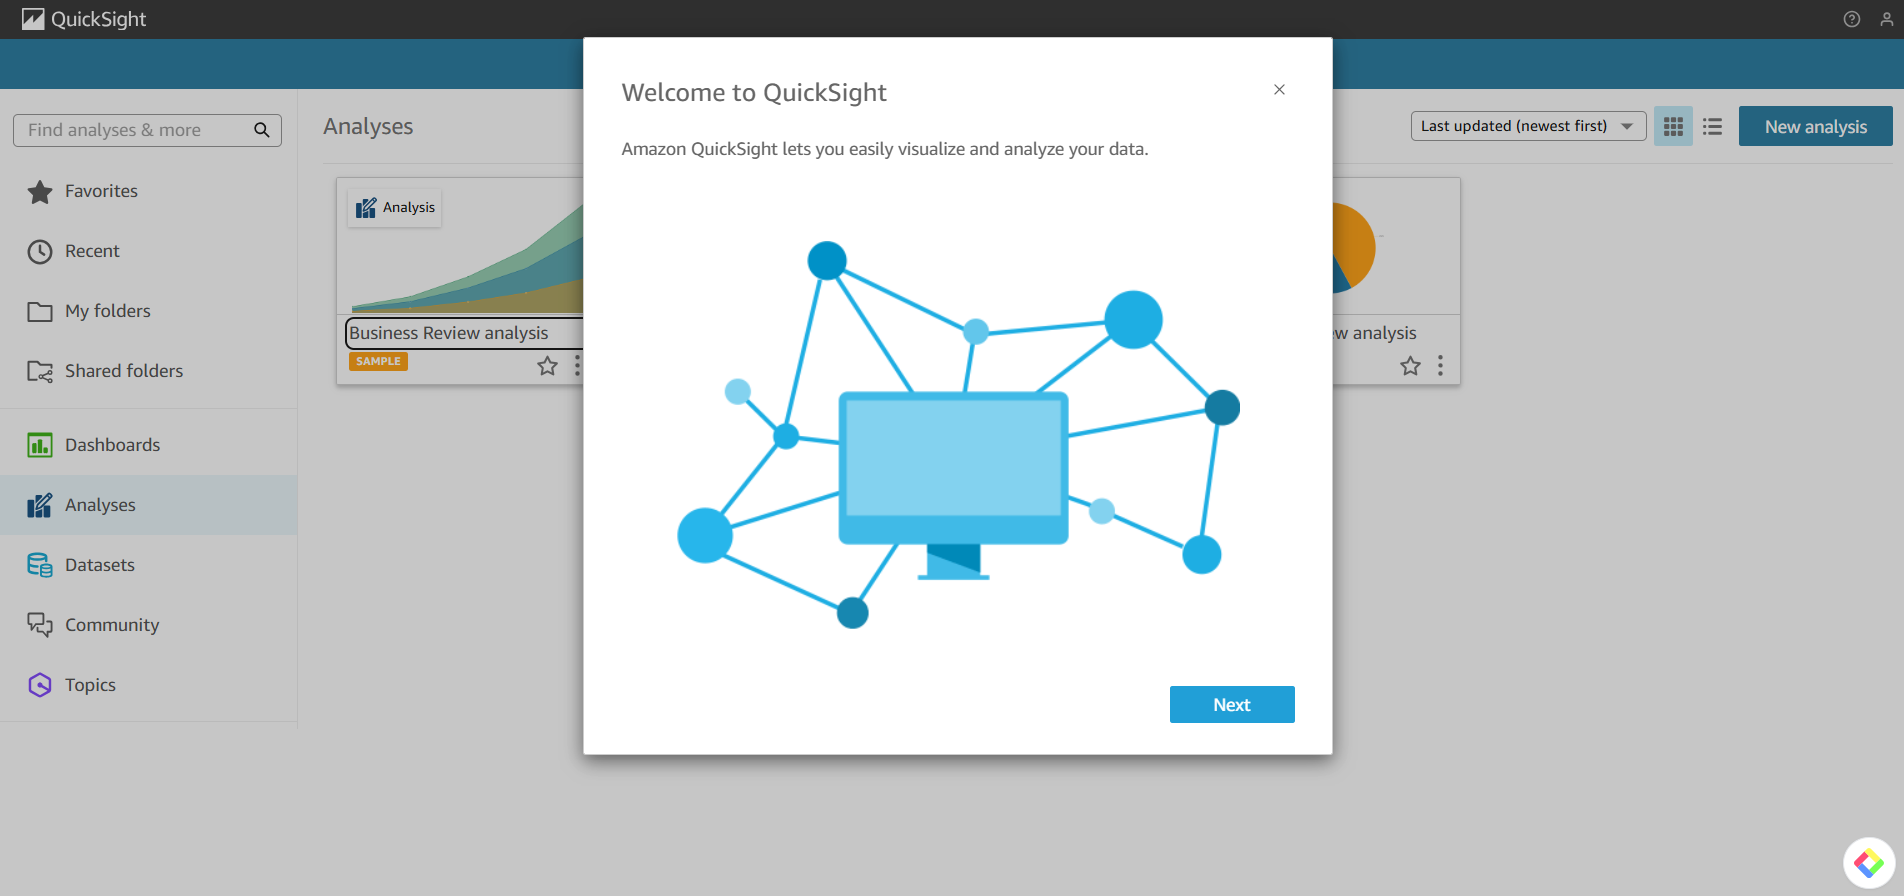 QuickSight
Welcome to QuickSight
Amazon QuickSight lets you easily visualize and analyze your data.
Next
Find analyses & more
Favorites
Recent
My folders
Shared folders
Dashboards
Analyses
Datasets
Community
Topics
Analyses
Last updated (newest first)
New analysis
Analysis
Business Review analysis
SAMPLE
analysis